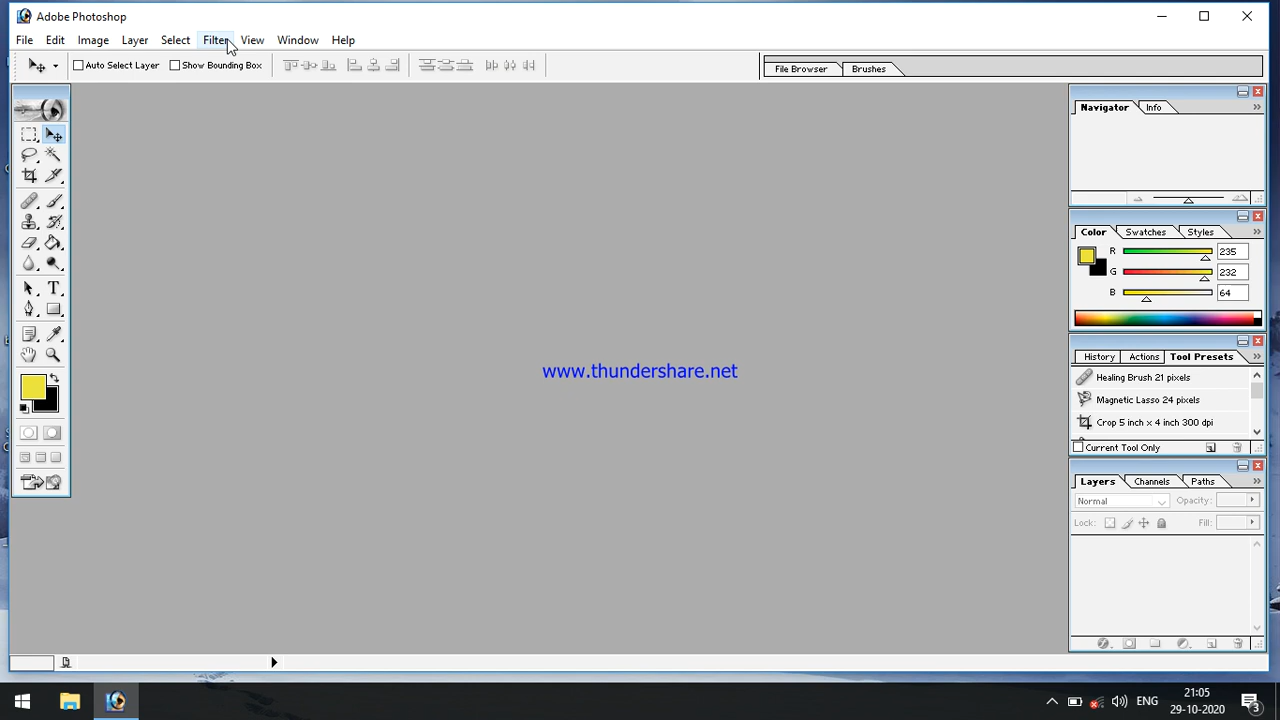 Adobe Photoshop
File Edit Image Layer Select Filter View Window Help
Auto Select Layer Show Bounding Box File Browser Brushes
Navigator Info
Color Swatches Styles
R 235
G 232
B 64
www.thundershare.net
History Actions Tool Presets
Healing Brush 21 pixels
Magnetic Lasso 24 pixels
Crop 5 inch x 4 inch 300 dpi
Current Tool Only
Layers Channels Paths
Normal Opacity:
Lock: Fill:
ENG
21:05
29-10-2020
3